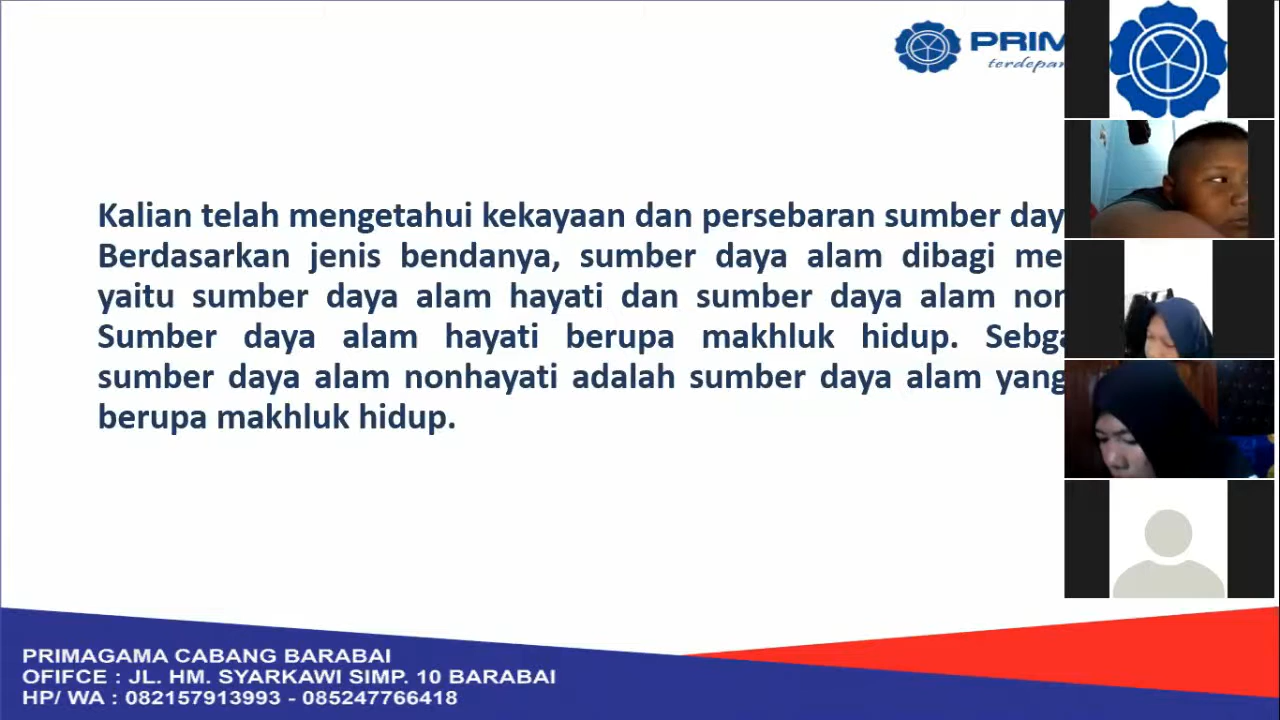 PRIM
terdepan
Kalian telah mengetahui kekayaan dan persebaran sumber day
Berdasarkan jenis bendanya, sumber daya alam dibagi me
yaitu sumber daya alam hayati dan sumber daya alam non
Sumber daya alam hayati berupa makhluk hidup. Sebga
sumber daya alam nonhayati adalah sumber daya alam yang
berupa makhluk hidup.
PRIMAGAMA CABANG BARABAI
OFIFCE : JL. HM. SYARKAWI SIMP. 10 BARABAI
HP/ WA : 082157913993 - 085247766418